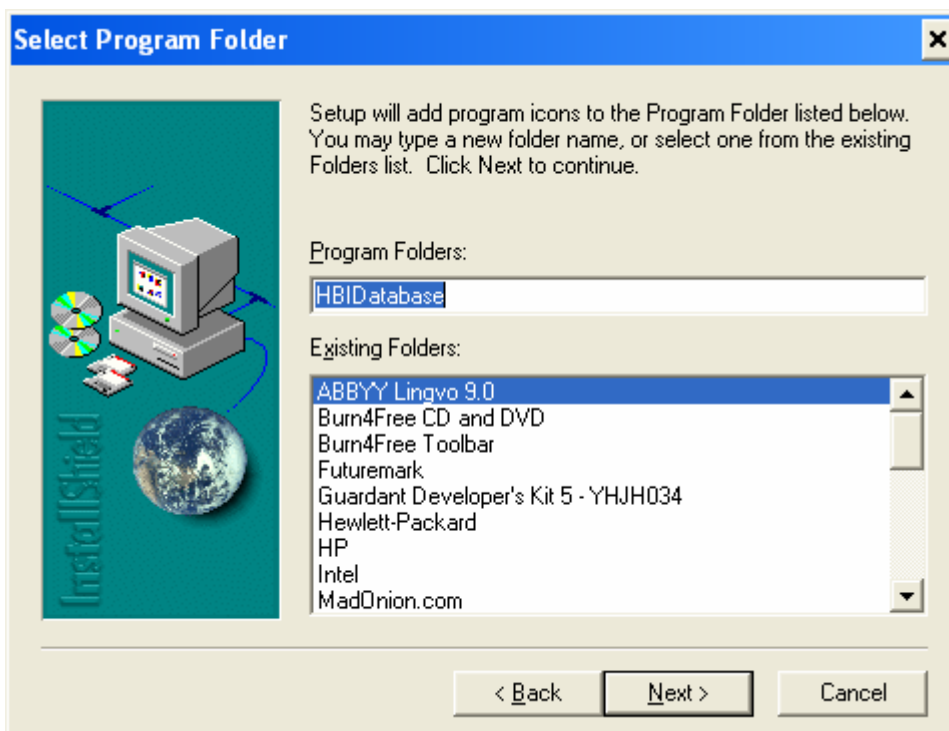 Select Program Folder
Setup will add program icons to the Program Folder listed below.
You may type a new folder name, or select one from the existing
Folders list.  Click Next to continue.
Program Folders:
HBIDatabase
Existing Folders:
ABBYY Lingvo 9.0
Burn4Free CD and DVD
Burn4Free Toolbar
Futuremark
Guardant Developer's Kit 5 - YHJH034
Hewlett-Packard
HP
Intel
MadOnion.com
InstallShield
< Back
Next >
Cancel